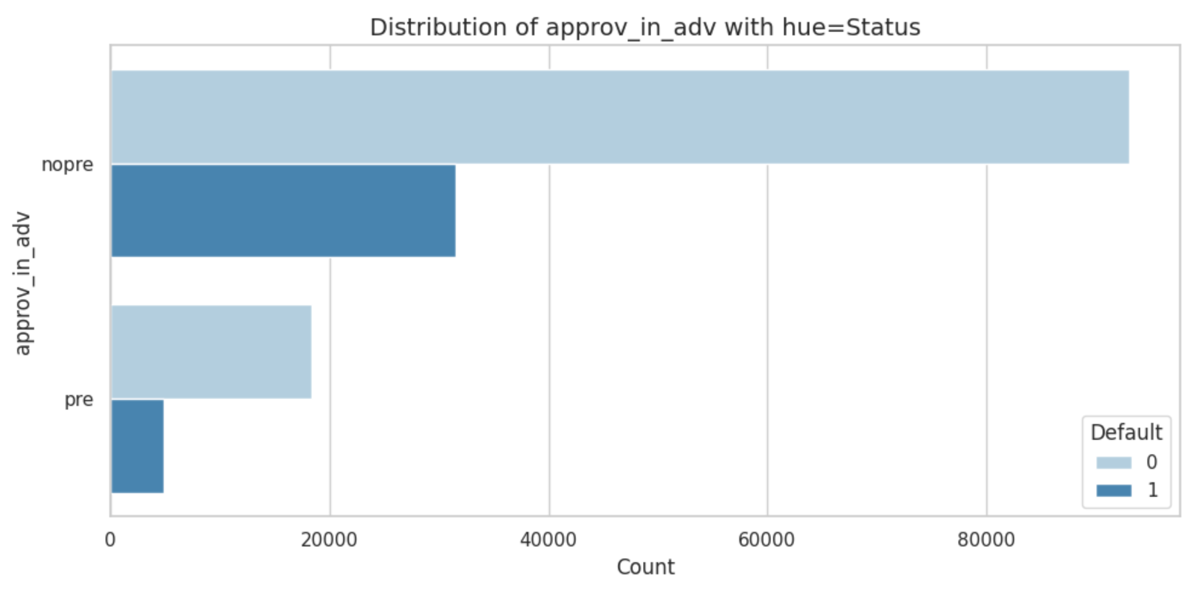 Distribution of approv_in_adv with hue=Status
approv_in_adv
nopre
pre
Default
0
1
0 20000 40000 60000 80000
Count